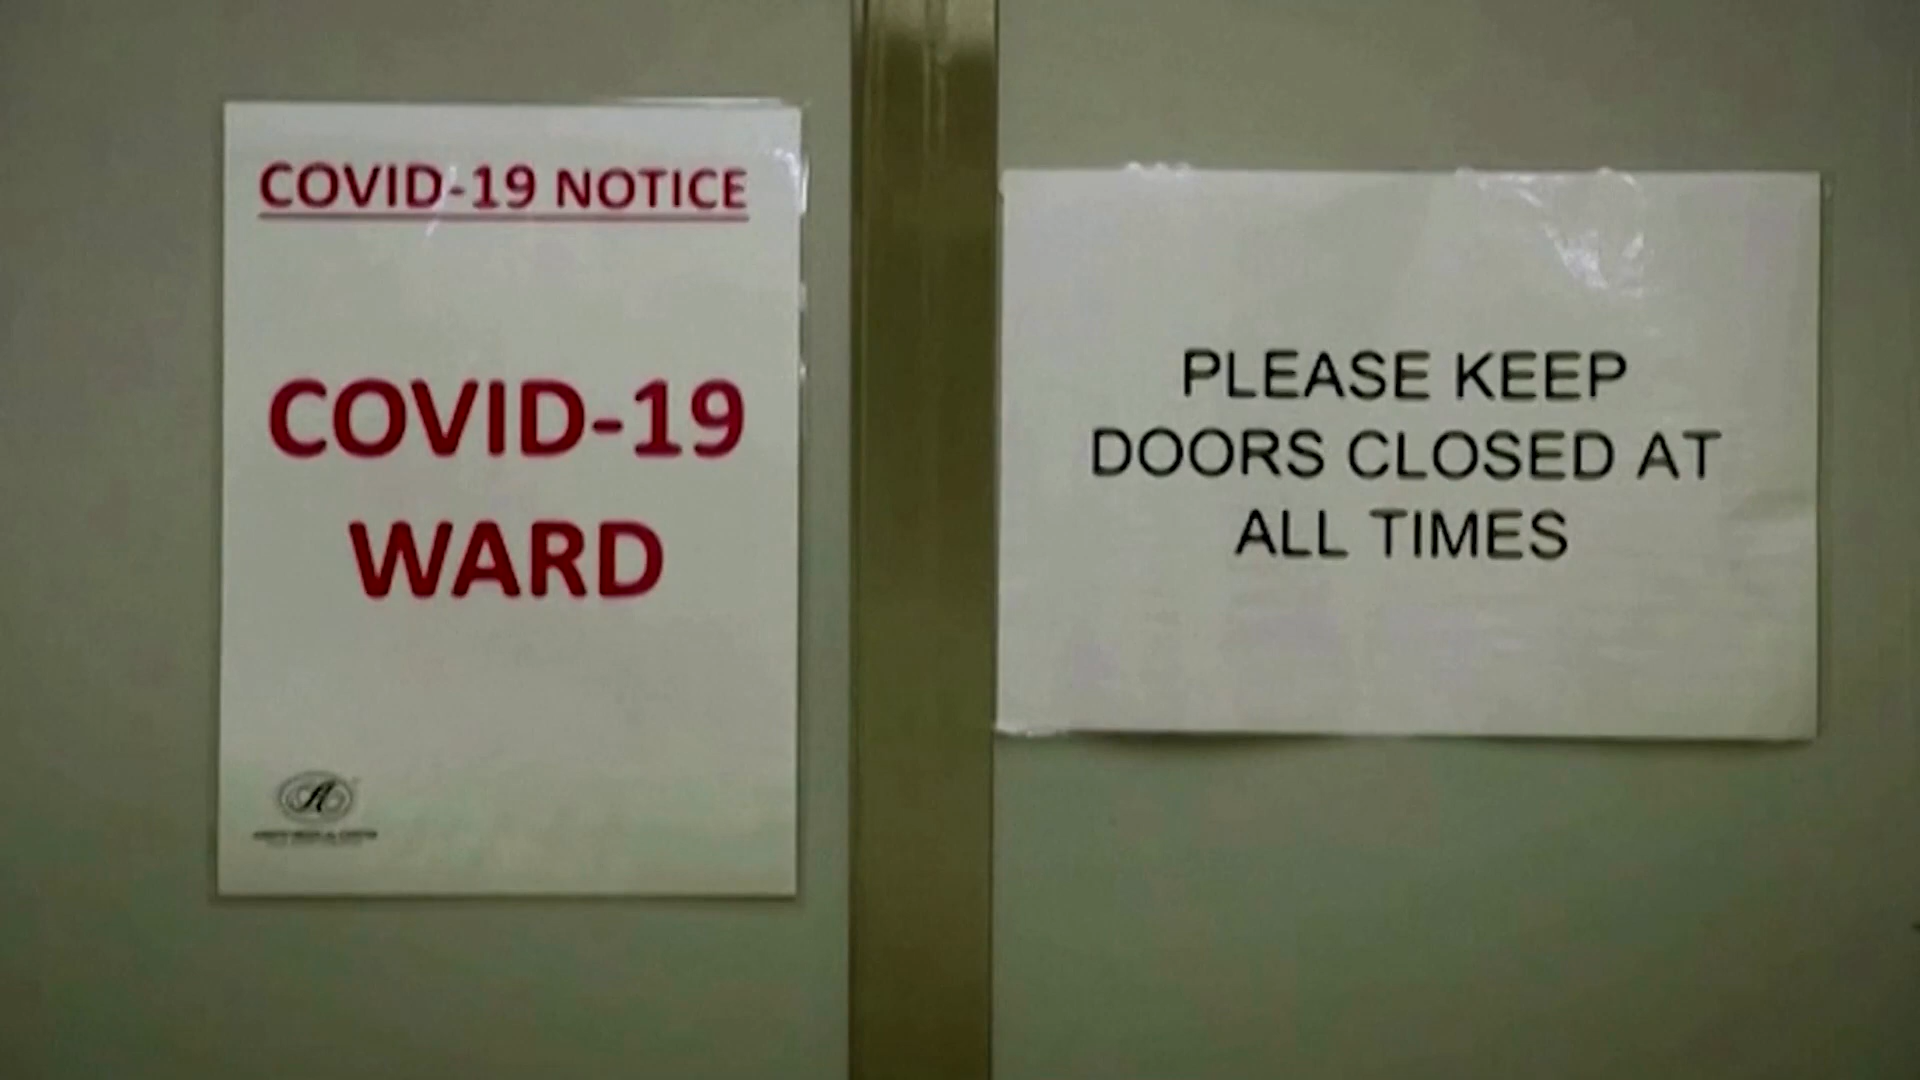 COVID-19 NOTICE
COVID-19
WARD
PLEASE KEEP
DOORS CLOSED AT
ALL TIMES